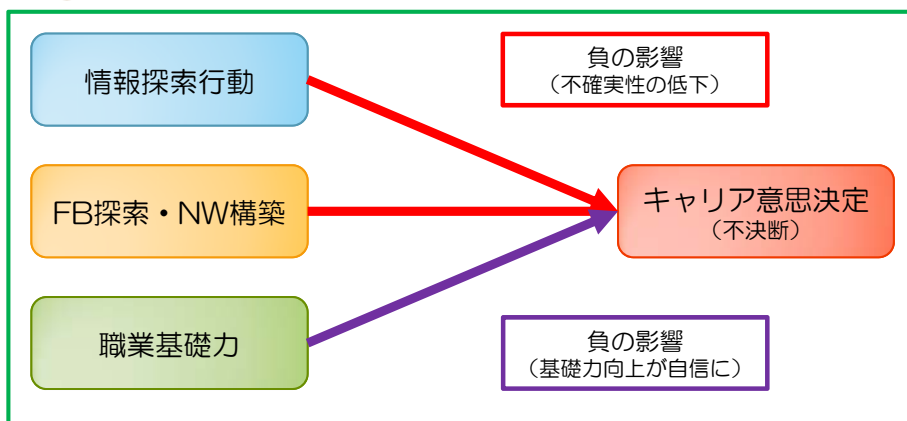 情報探索行動
負の影響
（不確実性の低下）
FB探索・NW構築
キャリア意思決定
（不決断）
職業基礎力
負の影響
（基礎力向上が自信に）